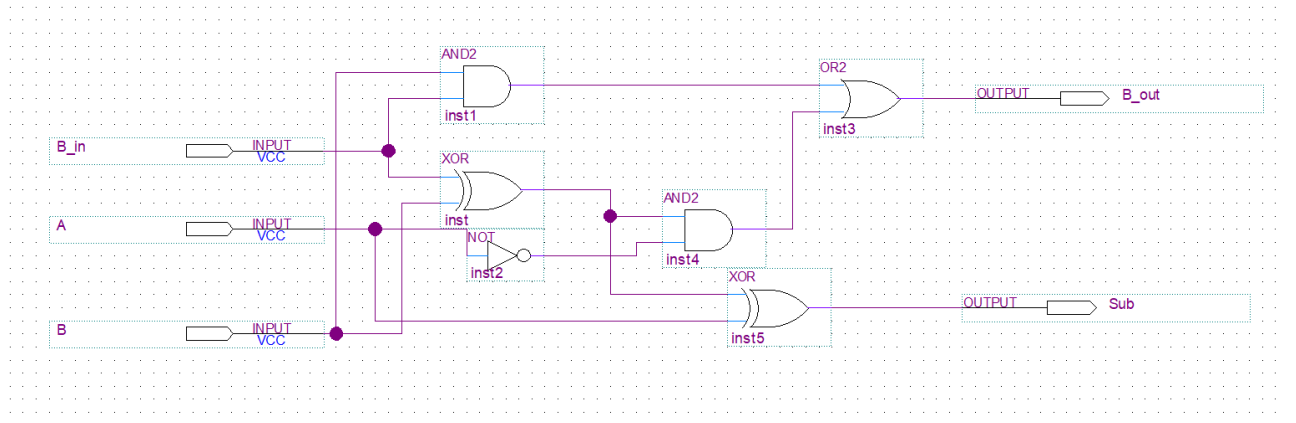 AND2
inst1
OR2
inst3
OUTPUT
B_out
B_in
INPUT
VCC
XOR
inst
A
INPUT
VCC
NOT
inst2
AND2
inst4
XOR
inst5
OUTPUT
Sub
B
INPUT
VCC